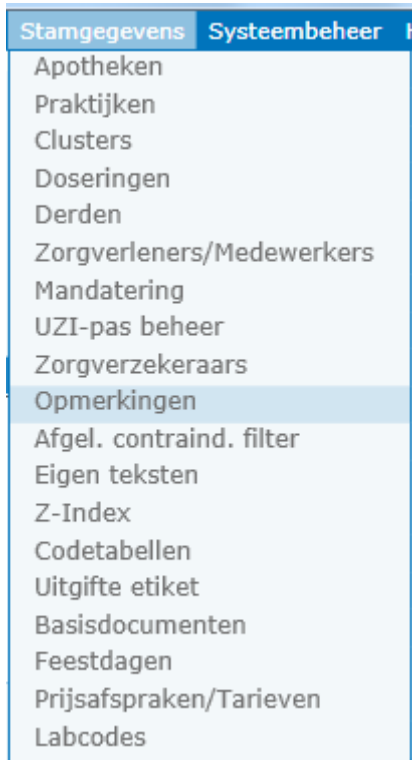 Stamgegevens Systeembeheer
Apotheken
Praktijken
Clusters
Doseringen
Derden
Zorgverleners/Medewerkers
Mandatering
UZI-pas beheer
Zorgverzekeraars
Opmerkingen
Afgel. contraind. filter
Eigen teksten
Z-Index
Codetabellen
Uitgifte etiket
Basisdocumenten
Feestdagen
Prijsafspraken/Tarieven
Labcodes